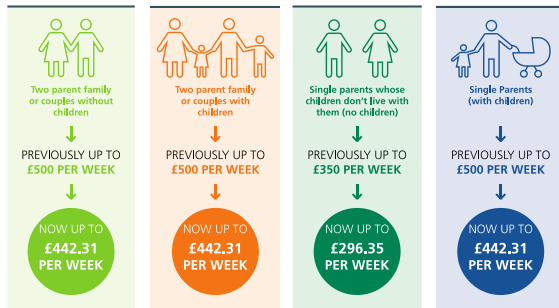 Two parent family
or couples without
children
PREVIOUSLY UP TO
£500 PER WEEK
NOW UP TO
£442.31
PER WEEK
Two parent family
or couples with
children
PREVIOUSLY UP TO
£500 PER WEEK
NOW UP TO
£442.31
PER WEEK
Single parents whose
children don't live with
them (no children)
PREVIOUSLY UP TO
£350 PER WEEK
NOW UP TO
£296.35
PER WEEK
Single Parents
(with children)
PREVIOUSLY UP TO
£500 PER WEEK
NOW UP TO
£442.31
PER WEEK